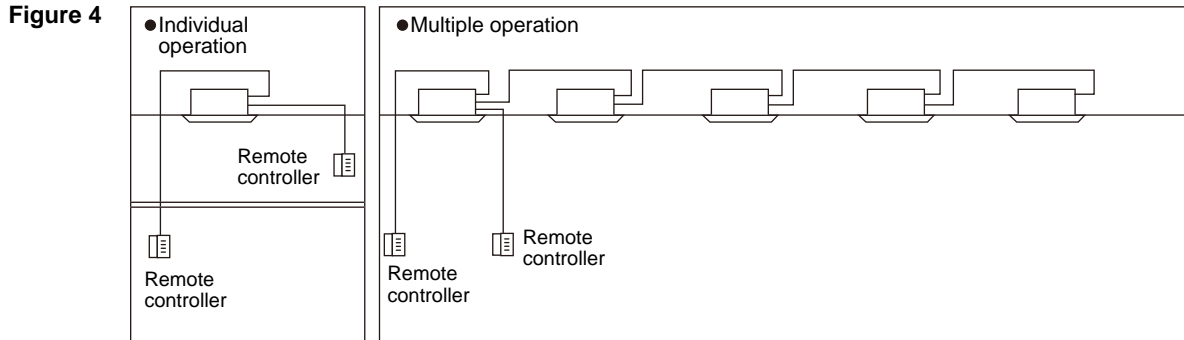 Figure 4
●Individual
operation
Remote
controller
Remote
controller
●Multiple operation
Remote
controller
Remote
controller